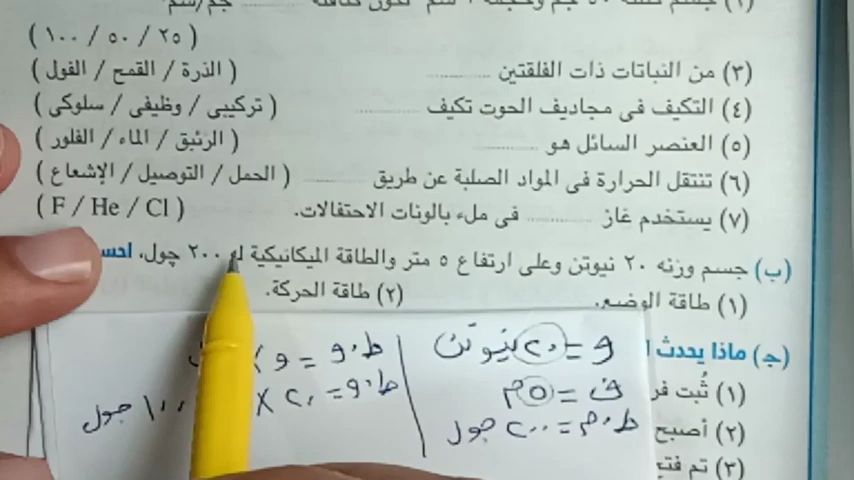 ( ٢٥ / ٥٠ / ١٠٠ )
(٣) من النباتات ذات الفلقتين ........... ( الذرة / القمح / الفول )
(٤) التكيف فى مجاديف الحوت تكيف ........... ( تركيبى / وظيفى / سلوكى )
(٥) العنصر السائل هو ........... ( الزئبق / الماء / الفلور )
(٦) تنتقل الحرارة فى المواد الصلبة عن طريق ........... ( الحمل / التوصيل / الإشعاع )
(٧) يستخدم غاز ........... فى ملء بالونات الاحتفالات. ( F / He / Cl )
(ب) جسم وزنه ٢٠ نيوتن وعلى ارتفاع ٥ متر والطاقة الميكانيكية له ٢٠٠ چول، احس
(١) طاقة الوضع. (٢) طاقة الحركة.
(جـ) ماذا يحدث
(١) ثُبت
(٢) أصبح
(٣) تم فتح
و = ٢٠ نيوتن
ف = ٥ م
ط.م = ٢٠٠ جول
ط.و = و ×
ط.و = ٢٠ × ١٠٠ جول